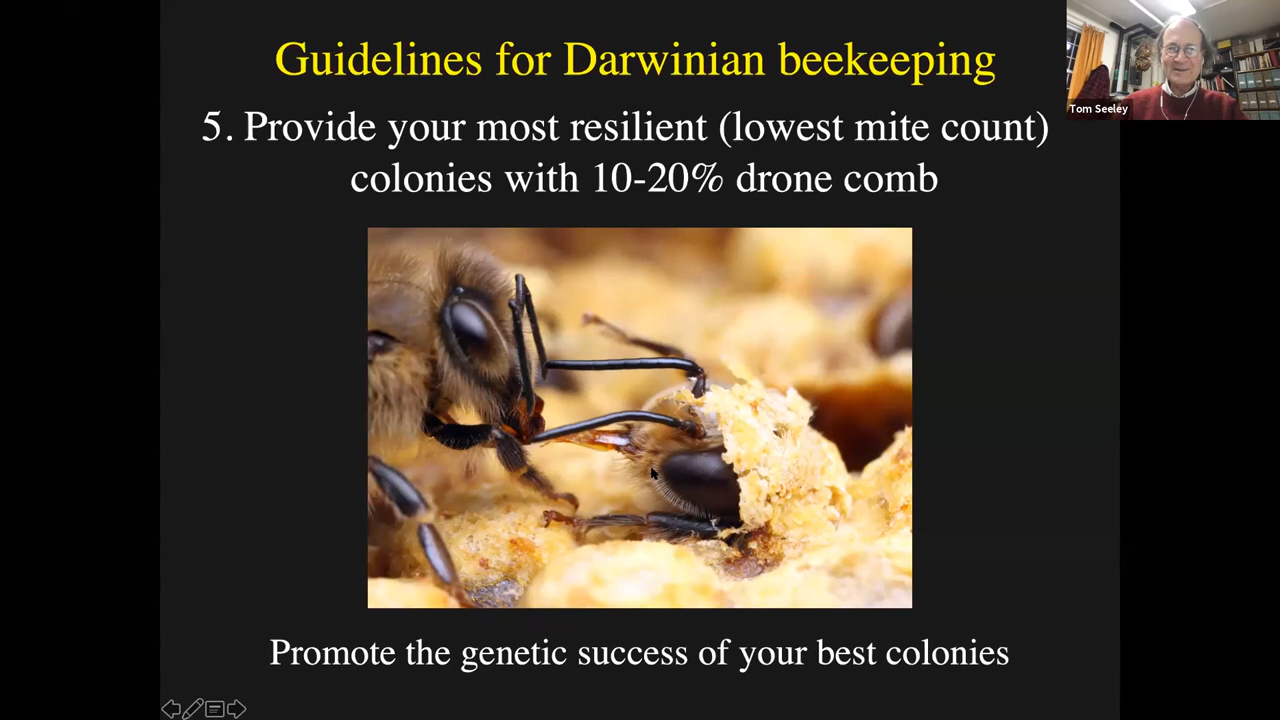 Guidelines for Darwinian beekeeping
Tom Seeley
5. Provide your most resilient (lowest mite count)
colonies with 10-20% drone comb
Promote the genetic success of your best colonies